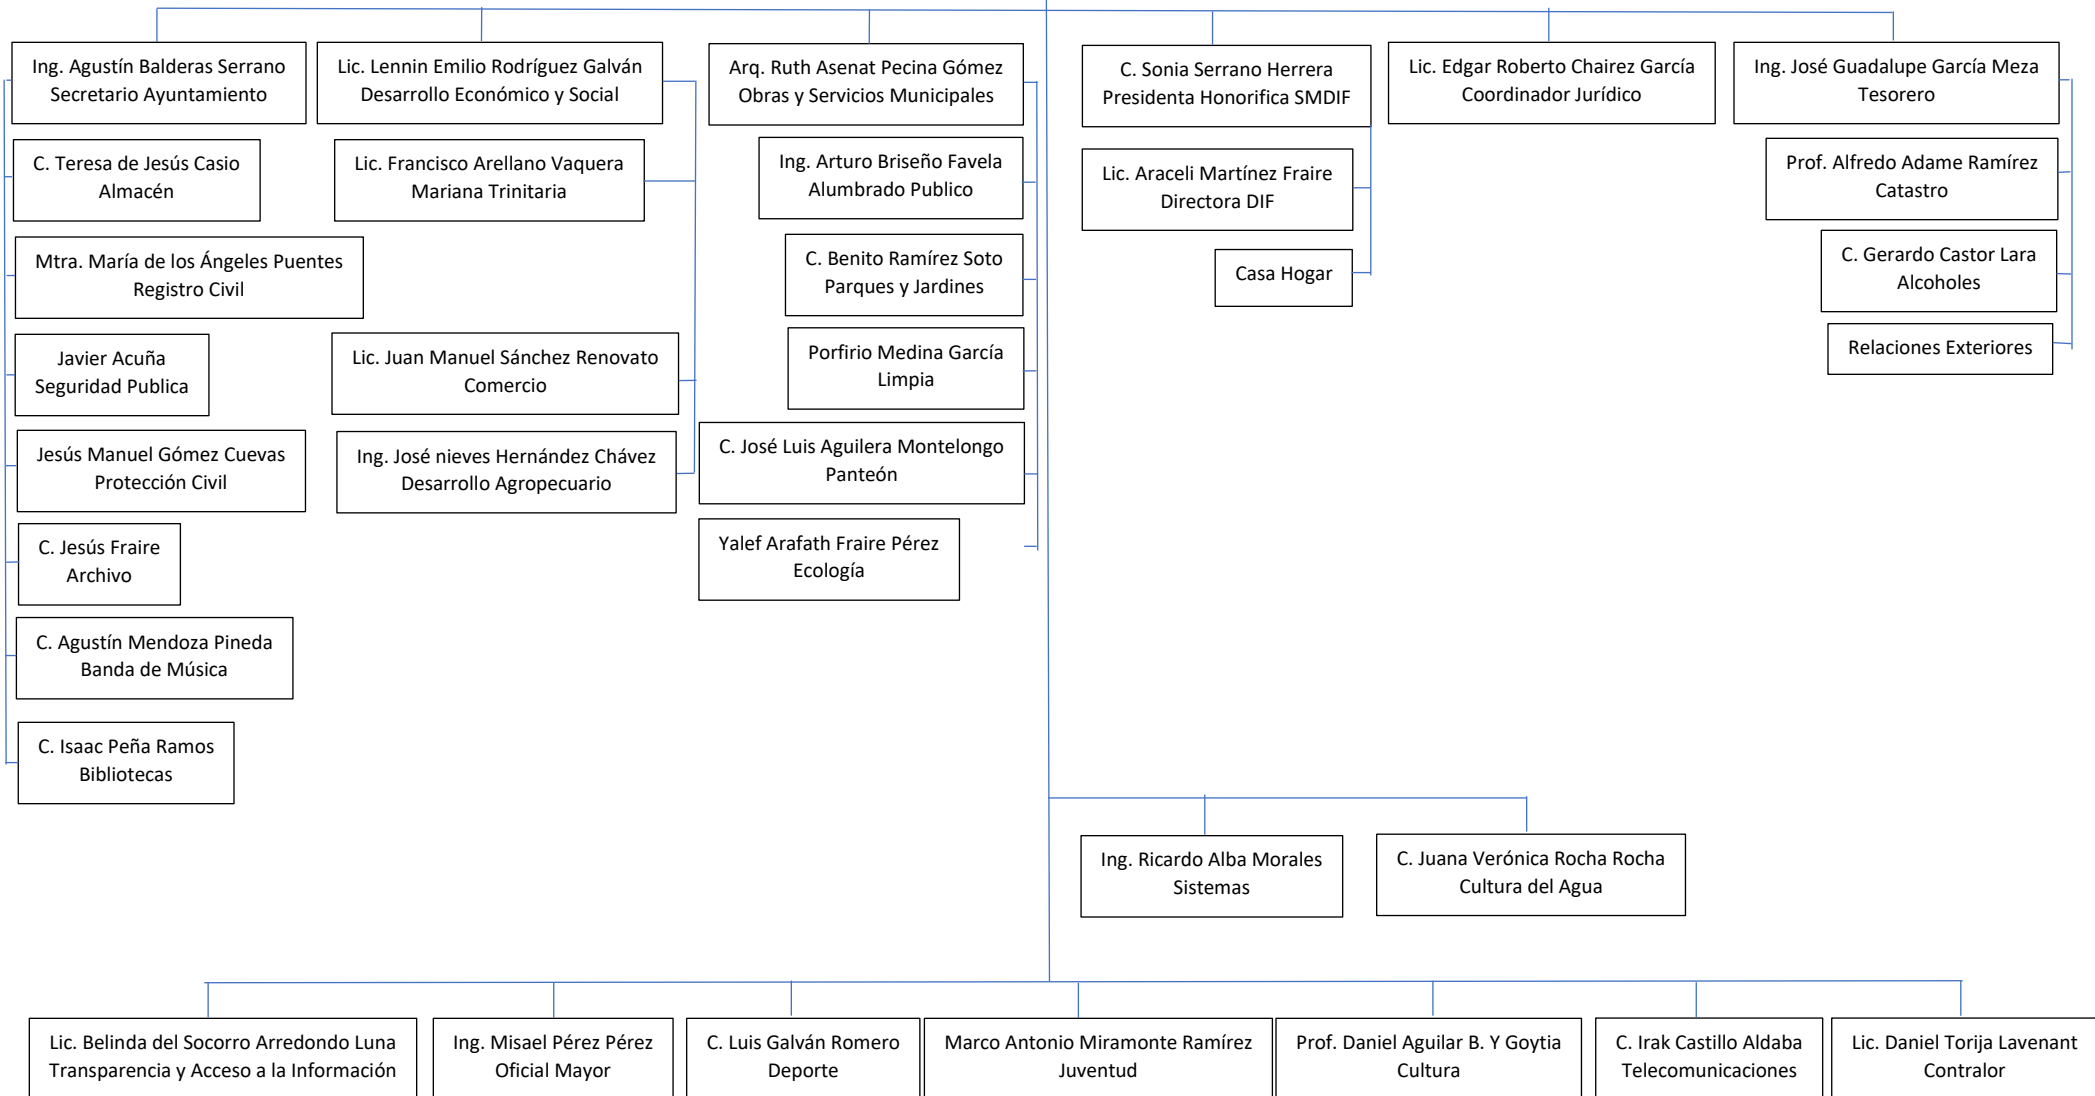 Ing. Agustín Balderas Serrano
Secretario Ayuntamiento
C. Teresa de Jesús Casio
Almacén
Mtra. María de los Ángeles Puentes
Registro Civil
Javier Acuña
Seguridad Publica
Jesús Manuel Gómez Cuevas
Protección Civil
C. Jesús Fraire
Archivo
C. Agustín Mendoza Pineda
Banda de Música
C. Isaac Peña Ramos
Bibliotecas
Lic. Lennin Emilio Rodríguez Galván
Desarrollo Económico y Social
Lic. Francisco Arellano Vaquera
Mariana Trinitaria
Lic. Juan Manuel Sánchez Renovato
Comercio
Ing. José nieves Hernández Chávez
Desarrollo Agropecuario
Arq. Ruth Asenat Pecina Gómez
Obras y Servicios Municipales
Ing. Arturo Briseño Favela
Alumbrado Publico
C. Benito Ramírez Soto
Parques y Jardines
Porfirio Medina García
Limpia
C. José Luis Aguilera Montelongo
Panteón
Yalef Arafath Fraire Pérez
Ecología
C. Sonia Serrano Herrera
Presidenta Honorifica SMDIF
Lic. Araceli Martínez Fraire
Directora DIF
Casa Hogar
Lic. Edgar Roberto Chairez García
Coordinador Jurídico
Ing. José Guadalupe García Meza
Tesorero
Prof. Alfredo Adame Ramírez
Catastro
C. Gerardo Castor Lara
Alcoholes
Relaciones Exteriores
Ing. Ricardo Alba Morales
Sistemas
C. Juana Verónica Rocha Rocha
Cultura del Agua
Lic. Belinda del Socorro Arredondo Luna
Transparencia y Acceso a la Información
Ing. Misael Pérez Pérez
Oficial Mayor
C. Luis Galván Romero
Deporte
Marco Antonio Miramonte Ramírez
Juventud
Prof. Daniel Aguilar B. Y Goytia
Cultura
C. Irak Castillo Aldaba
Telecomunicaciones
Lic. Daniel Torija Lavenant
Contralor